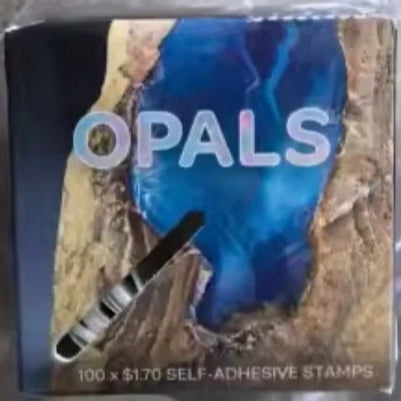 OPALS
100 x $1.70 SELF-ADHESIVE STAMPS